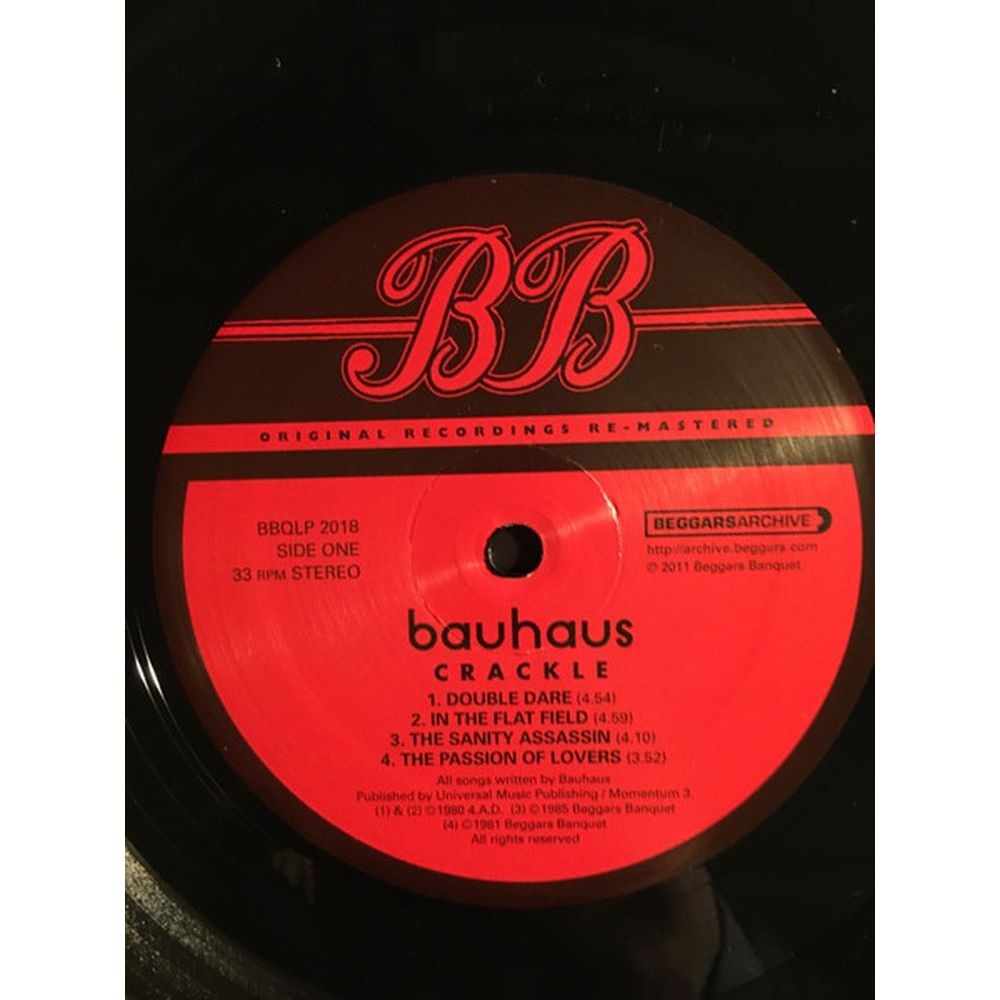 BB
ORIGINAL RECORDINGS RE-MASTERED
BBQLP 2018
SIDE ONE
33 RPM STEREO
BEGGARSARCHIVE
http://archive.beggars.com
℗ 2011 Beggars Banquet
bauhaus
CRACKLE
1. DOUBLE DARE (4.54)
2. IN THE FLAT FIELD (4.59)
3. THE SANITY ASSASSIN (4.10)
4. THE PASSION OF LOVERS (3.52)
All songs written by Bauhaus
Published by Universal Music Publishing / Momentum 3.
(1) & (2) ©1980 4.A.D. (3) ©1985 Beggars Banquet
(4) ©1981 Beggars Banquet
All rights reserved